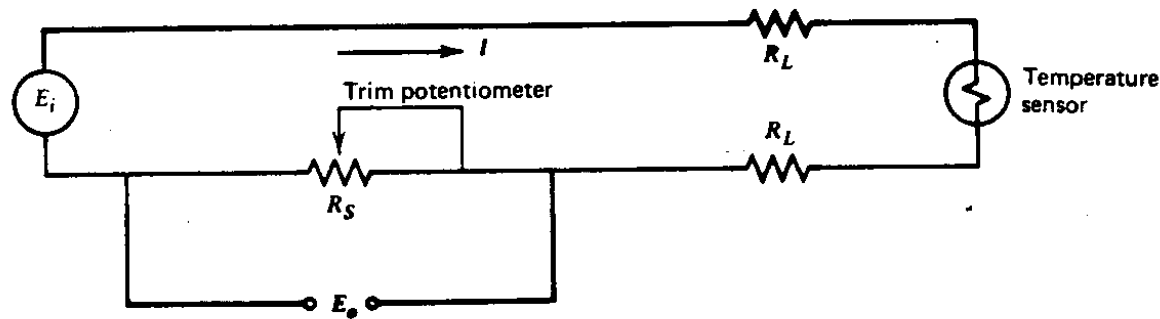 I
R_L
Trim potentiometer
Temperature
sensor
E_i
R_L
R_S
E_o